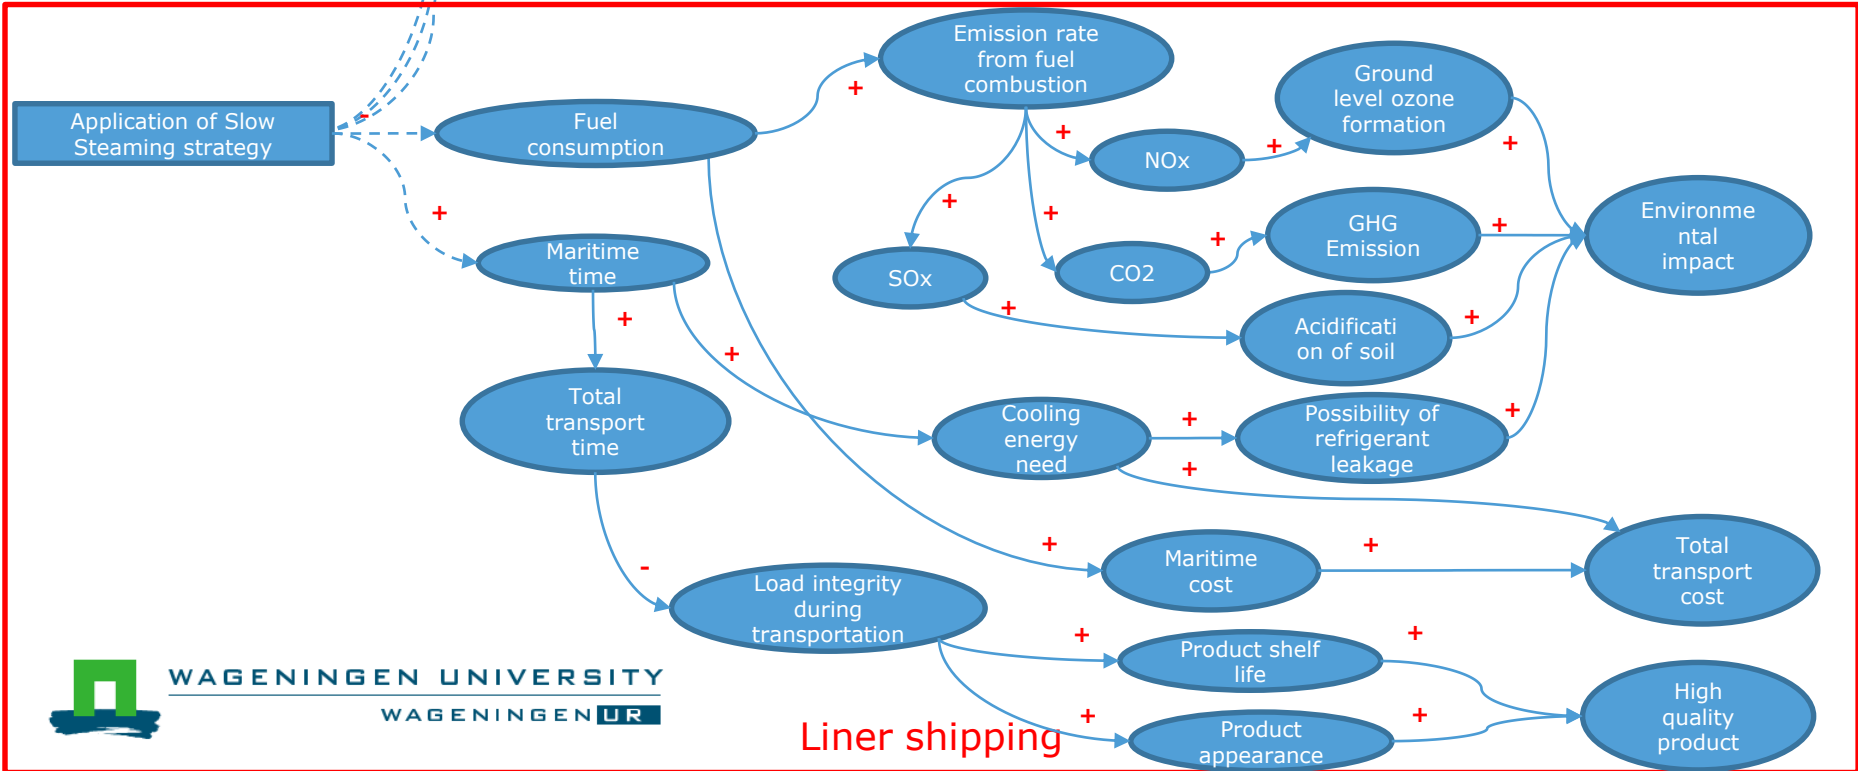 Emission rate
from fuel
combustion
Ground
level ozone
formation
Application of Slow
Steaming strategy
-
Fuel
consumption
+
+
+
NOx
+
+
+
+
Maritime
time
SOx
+
CO2
+
GHG
Emission
+
Environme
ntal
impact
+
+
+
Acidificati
on of soil
+
Total
transport
time
Cooling
energy
need
+
+
Possibility of
refrigerant
leakage
+
-
+
Maritime
cost
+
Total
transport
cost
Load integrity
during
transportation
+
Product shelf
life
+
High
quality
product
+
Product
appearance
+
WAGENINGEN UNIVERSITY
WAGENINGEN UR
Liner shipping